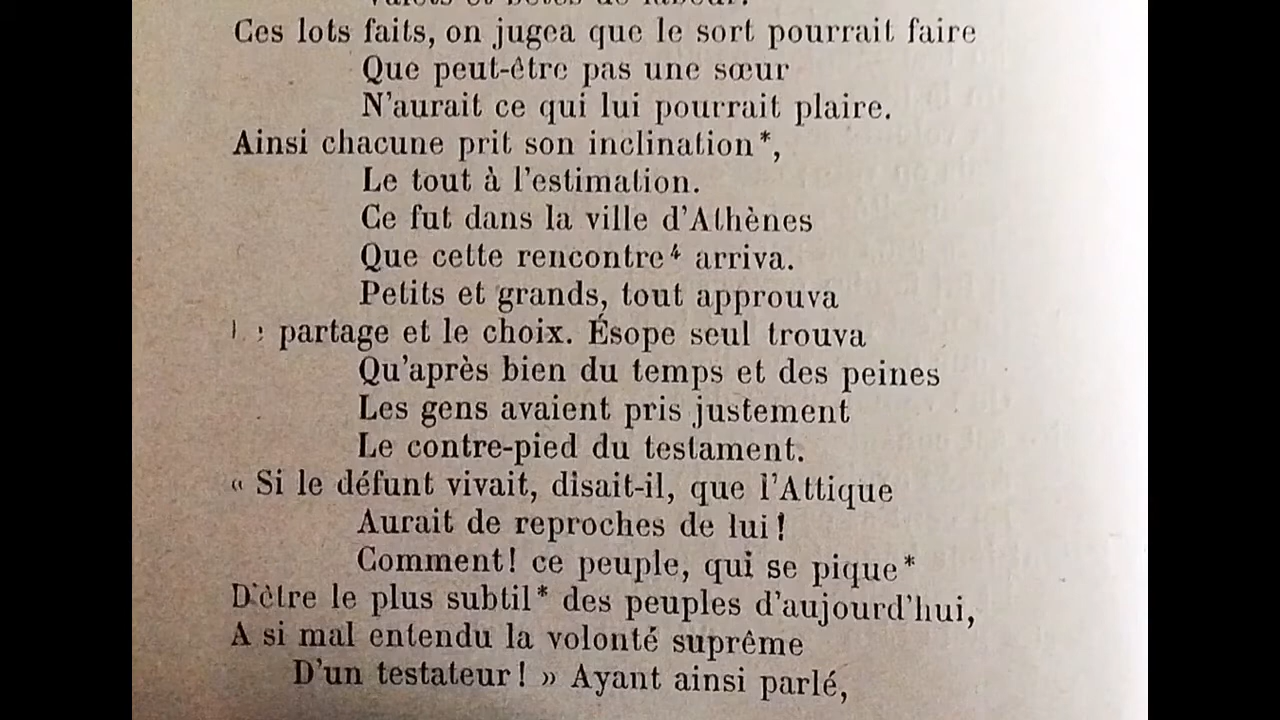 Ces lots faits, on jugea que le sort pourrait faire
Que peut-être pas une sœur
N'aurait ce qui lui pourrait plaire.
Ainsi chacune prit son inclination*,
Le tout à l'estimation.
Ce fut dans la ville d'Athènes
Que cette rencontre⁴ arriva.
Petits et grands, tout approuva
partage et le choix. Ésope seul trouva
Qu'après bien du temps et des peines
Les gens avaient pris justement
Le contre-pied du testament.
« Si le défunt vivait, disait-il, que l'Attique
Aurait de reproches de lui !
Comment! ce peuple, qui se pique*
D'être le plus subtil* des peuples d'aujourd'hui,
A si mal entendu la volonté suprême
D'un testateur ! » Ayant ainsi parlé,